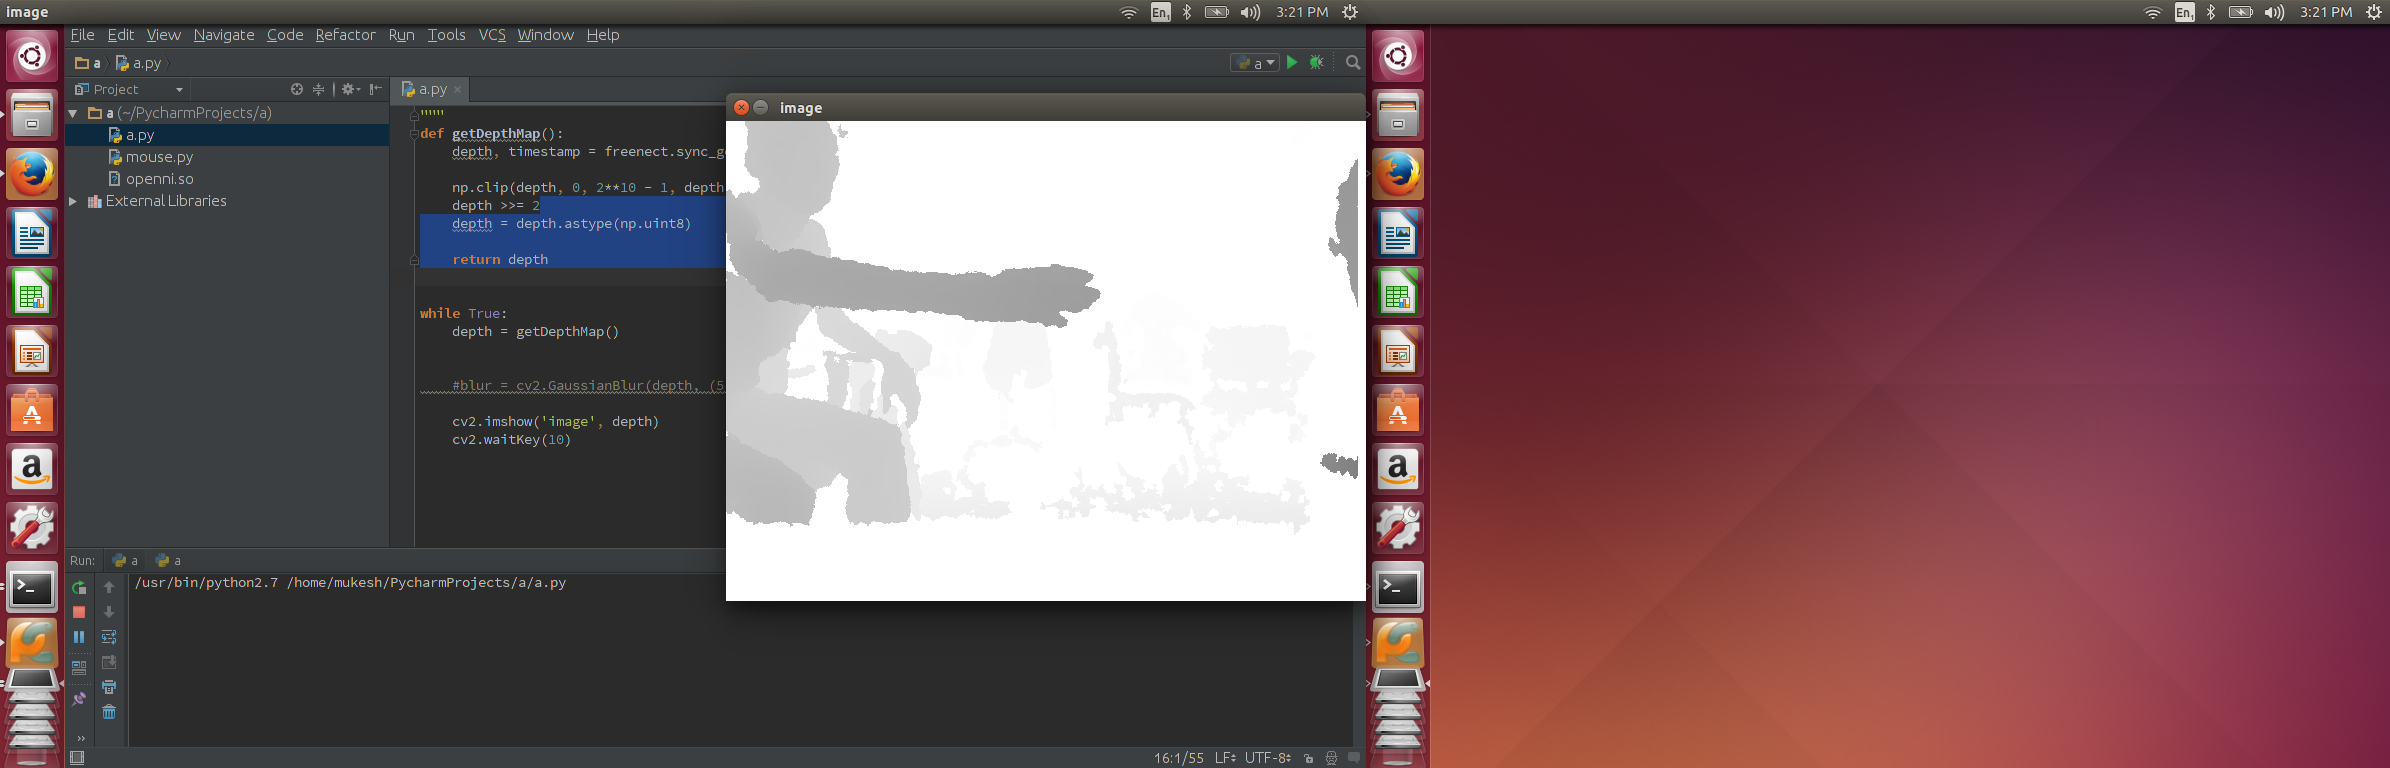 image
En1 3:21 PM
En1 3:21 PM
File Edit View Navigate Code Refactor Run Tools VCS Window Help
a a.py
a
Project
a.py
image
a (~/PycharmProjects/a)
a.py
mouse.py
openni.so
External Libraries
"""
def getDepthMap():
depth, timestamp = freenect.sync_g
np.clip(depth, 0, 2**10 - 1, depth
depth >>= 2
depth = depth.astype(np.uint8)
return depth
while True:
depth = getDepthMap()
#blur = cv2.GaussianBlur(depth, (5
cv2.imshow('image', depth)
cv2.waitKey(10)
Run: a a
/usr/bin/python2.7 /home/mukesh/PycharmProjects/a/a.py
16:1/55 LF UTF-8